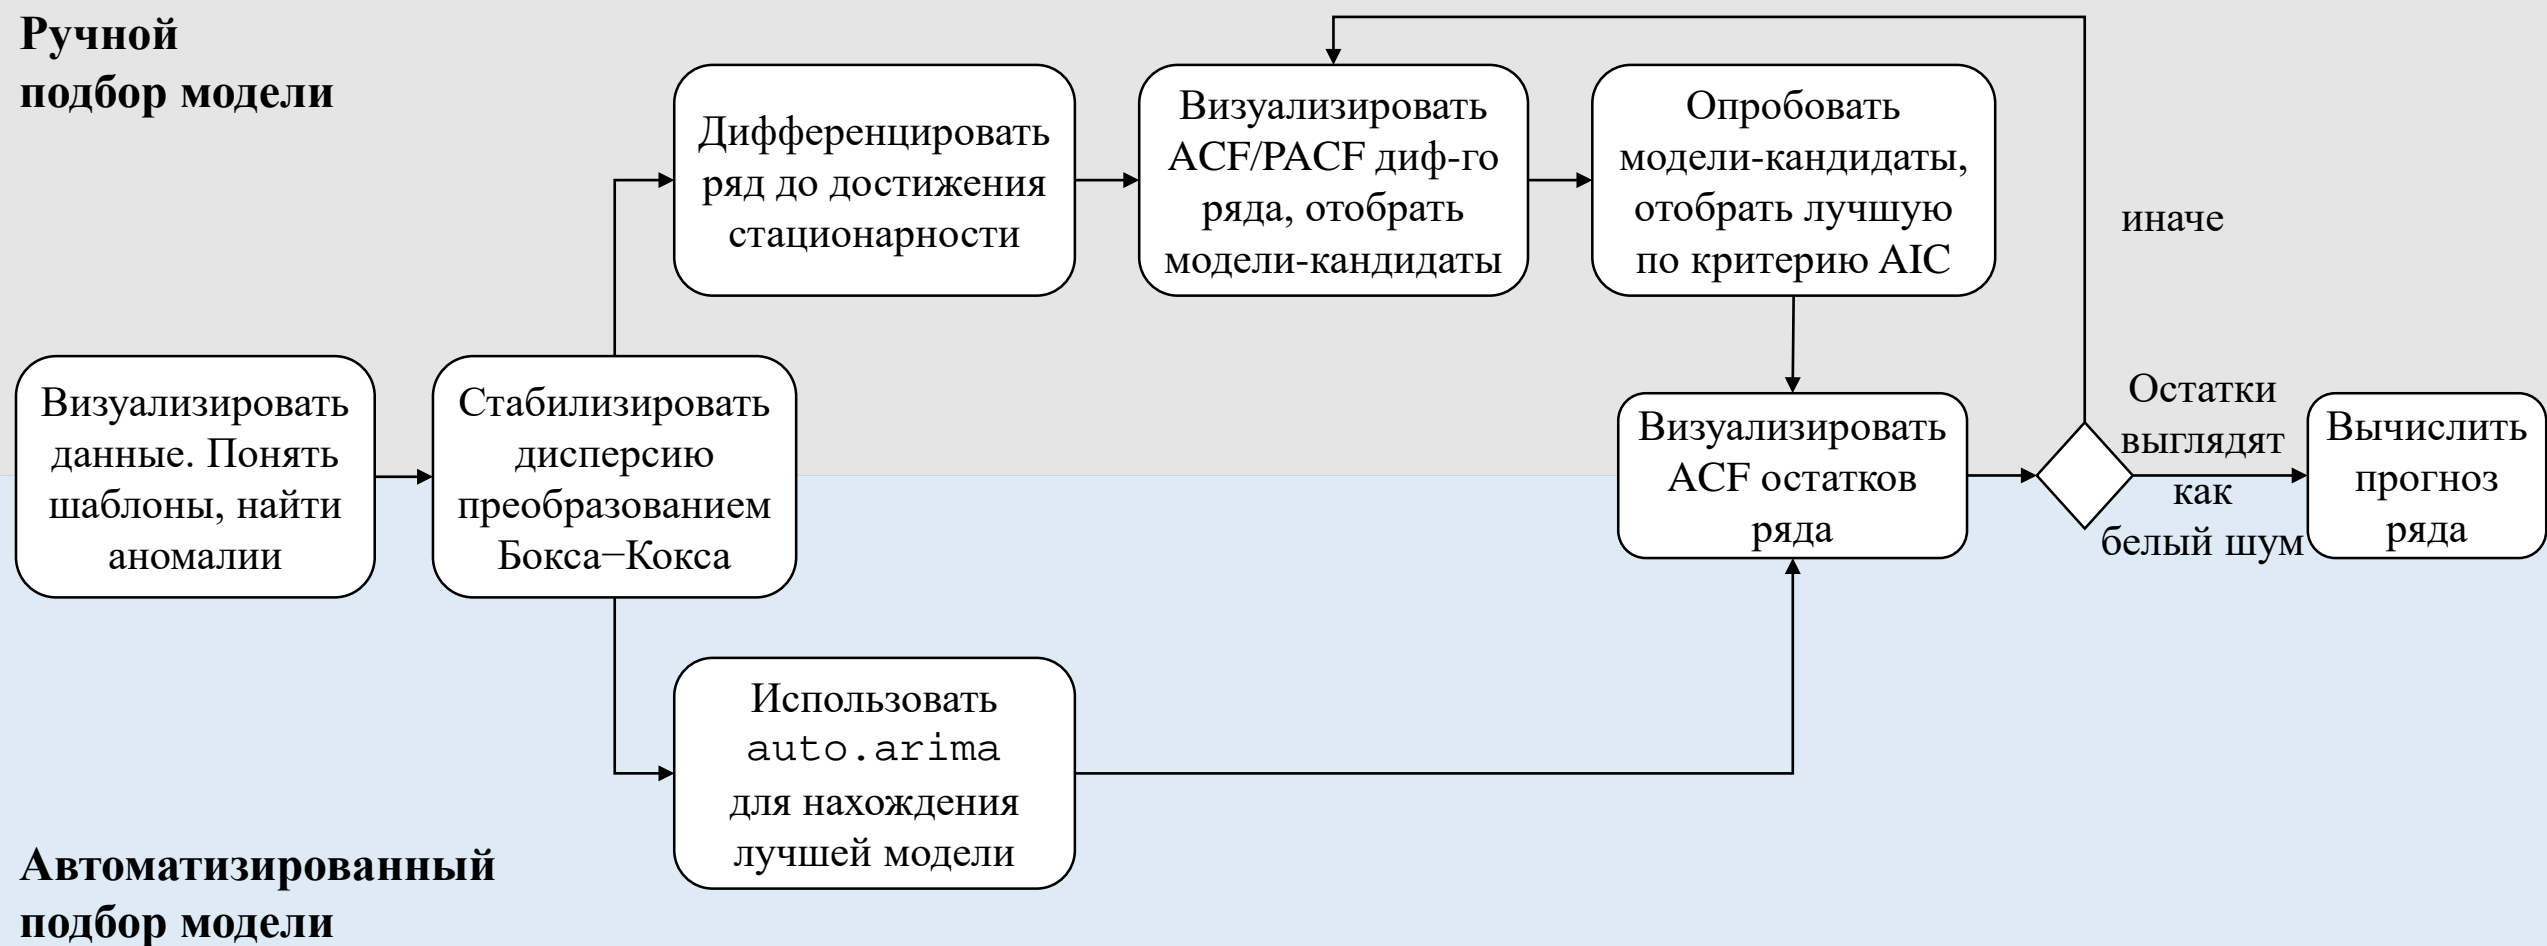 Ручной
подбор модели
Дифференцировать
ряд до достижения
стационарности
Визуализировать
ACF/PACF диф-го
ряда, отобрать
модели-кандидаты
Опробовать
модели-кандидаты,
отобрать лучшую
по критерию AIC
иначе
Визуализировать
данные. Понять
шаблоны, найти
аномалии
Стабилизировать
дисперсию
преобразованием
Бокса−Кокса
Визуализировать
ACF остатков
ряда
Остатки
выглядят
как
белый шум
Вычислить
прогноз
ряда
Использовать
auto.arima
для нахождения
лучшей модели
Автоматизированный
подбор модели